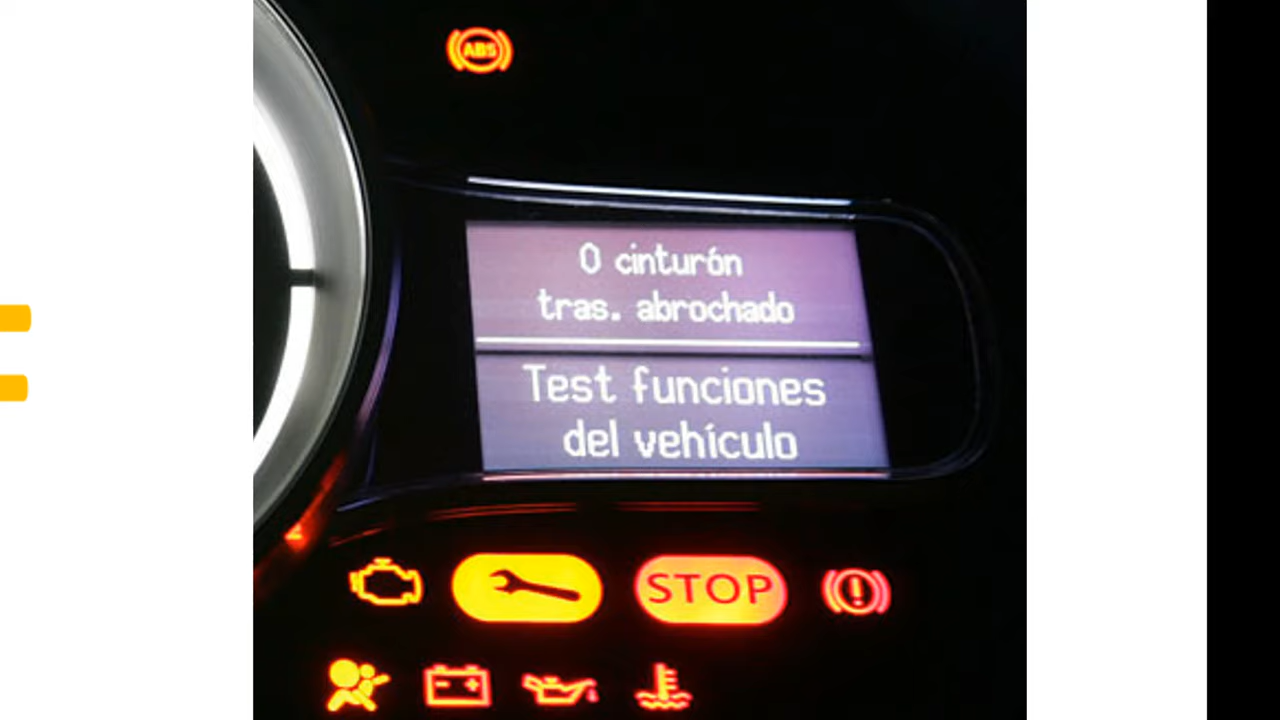 ABS
0 cinturón
tras. abrochado
Test funciones
del vehículo
STOP